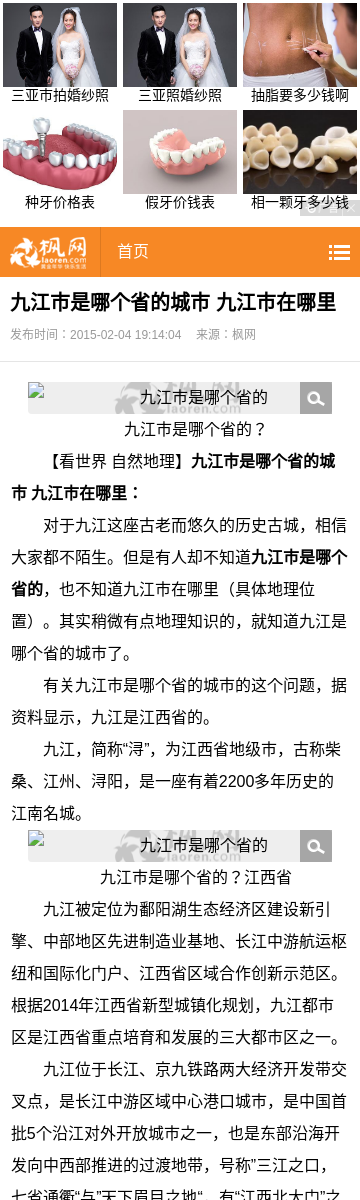 三亚市拍婚纱照
三亚照婚纱照
抽脂要多少钱啊
种牙价格表
假牙价钱表
相一颗牙多少钱
枫网
laoren.com
首页
九江市是哪个省的城市 九江市在哪里
发布时间：2015-02-04 19:14:04 来源：枫网
九江市是哪个省的
九江市是哪个省的？
【看世界 自然地理】九江市是哪个省的城
市 九江市在哪里：
对于九江这座古老而悠久的历史古城，相信
大家都不陌生。但是有人却不知道九江市是哪个
省的，也不知道九江市在哪里（具体地理位
置）。其实稍微有点地理知识的，就知道九江是
哪个省的城市了。
有关九江市是哪个省的城市的这个问题，据
资料显示，九江是江西省的。
九江，简称“浔”，为江西省地级市，古称柴
桑、江州、浔阳，是一座有着2200多年历史的
江南名城。
九江市是哪个省的
九江市是哪个省的？江西省
九江被定位为鄱阳湖生态经济区建设新引
擎、中部地区先进制造业基地、长江中游航运枢
纽和国际化门户、江西省区域合作创新示范区。
根据2014年江西省新型城镇化规划，九江都市
区是江西省重点培育和发展的三大都市区之一。
九江位于长江、京九铁路两大经济开发带交
叉点，是长江中游区域中心港口城市，是中国首
批5个沿江对外开放城市之一，也是东部沿海开
发向中西部推进的过渡地带，号称”三江之口，
七省通衢“与”天下眉目之地“，有“江西北大门”之